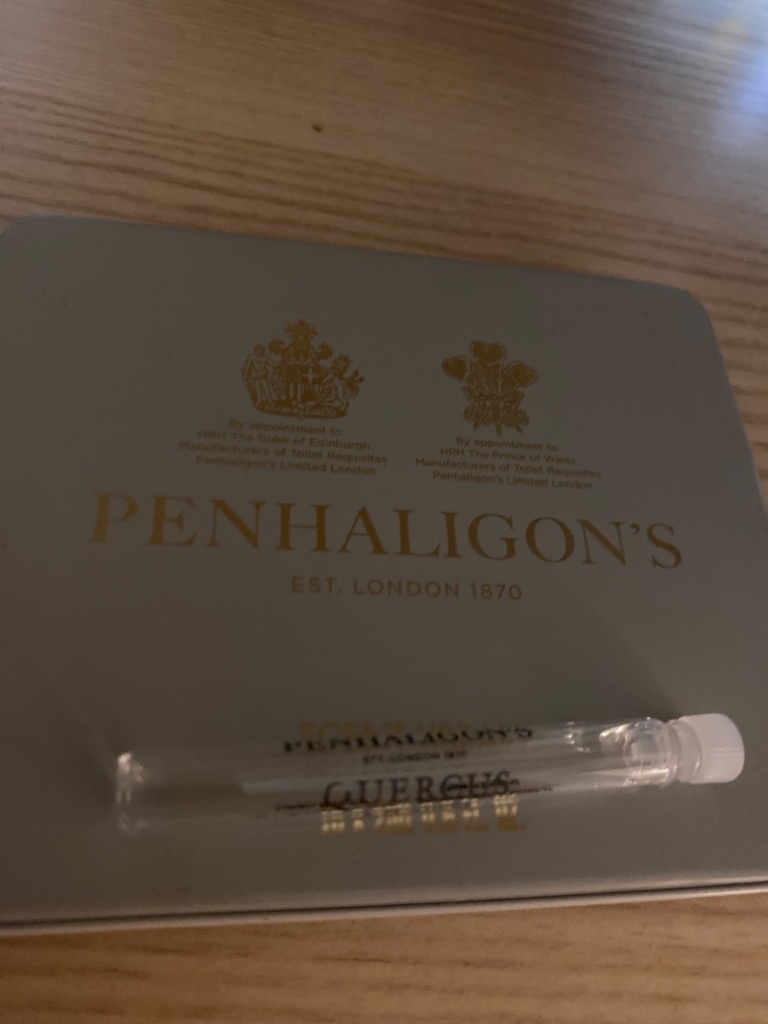 By appointment to
HRH The Duke of Edinburgh
Manufacturers of Toilet Requisites
Penhaligon's Limited London
By appointment to
HRH The Prince of Wales
Manufacturers of Toilet Requisites
Penhaligon's Limited London
PENHALIGON'S
EST. LONDON 1870
PENHALIGON'S
EST. LONDON 1870
QUERCUS